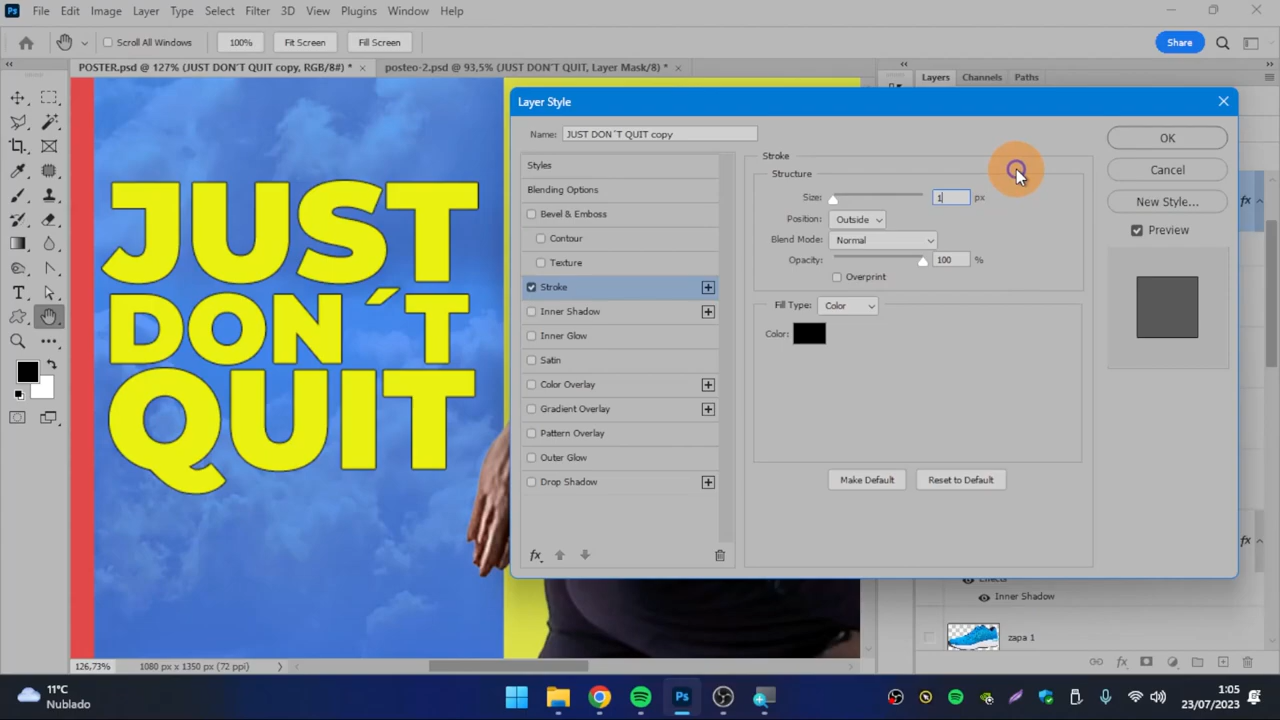 Ps File Edit Image Layer Type Select Filter 3D View Plugins Window Help
Scroll All Windows 100% Fit Screen Fill Screen Share
POSTER.psd @ 127% (JUST DON´T QUIT copy, RGB/8#) * × posteo-2.psd @ 93,5% (JUST DON'T QUIT, Layer Mask/8) * ×
Layers Channels Paths
Layer Style
Name: JUST DON´T QUIT copy
Styles
Blending Options
Bevel & Emboss
Contour
Texture
Stroke
Inner Shadow
Inner Glow
Satin
Color Overlay
Gradient Overlay
Pattern Overlay
Outer Glow
Drop Shadow
fx
Stroke
Structure
Size: 1 px
Position: Outside
Blend Mode: Normal
Opacity: 100 %
Overprint
Fill Type: Color
Color:
Make Default Reset to Default
OK
Cancel
New Style...
Preview
JUST
DON´T
QUIT
fx
fx
Effects
Inner Shadow
zapa 1
fx
126,73% 1080 px x 1350 px (72 ppi)
11°C
Nublado
Ps
1:05
23/07/2023